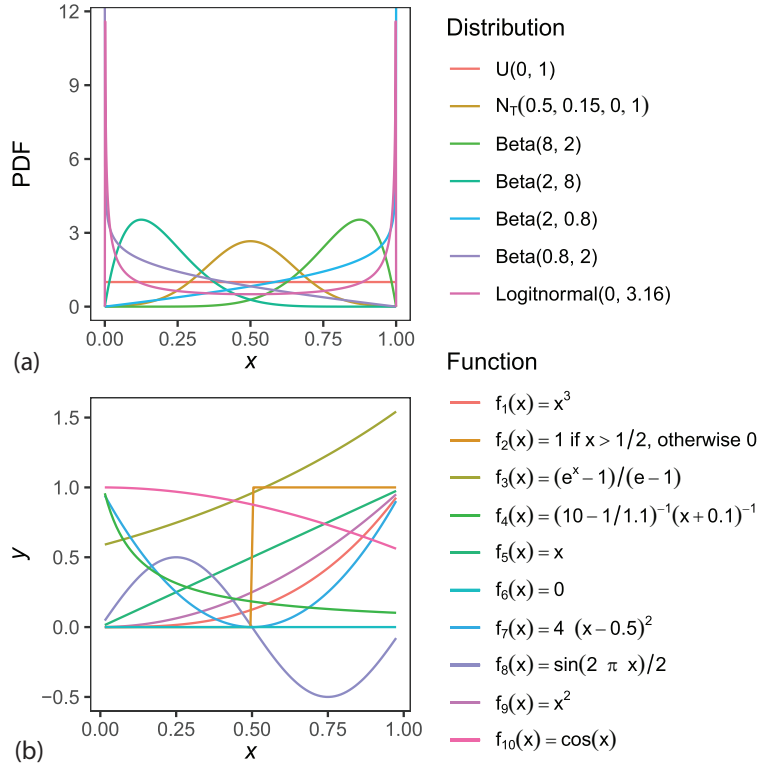 12
9
6
3
0
PDF
0.00 0.25 0.50 0.75 1.00
x
(a)
Distribution
U(0, 1)
N_T(0.5, 0.15, 0, 1)
Beta(8, 2)
Beta(2, 8)
Beta(2, 0.8)
Beta(0.8, 2)
Logitnormal(0, 3.16)
1.5
1.0
0.5
0.0
−0.5
y
0.00 0.25 0.50 0.75 1.00
x
(b)
Function
f₁(x) = x³
f₂(x) = 1 if x > 1/2, otherwise 0
f₃(x) = (eˣ − 1)/(e − 1)
f₄(x) = (10 − 1/1.1)⁻¹(x + 0.1)⁻¹
f₅(x) = x
f₆(x) = 0
f₇(x) = 4 (x − 0.5)²
f₈(x) = sin(2 π x)/2
f₉(x) = x²
f₁₀(x) = cos(x)